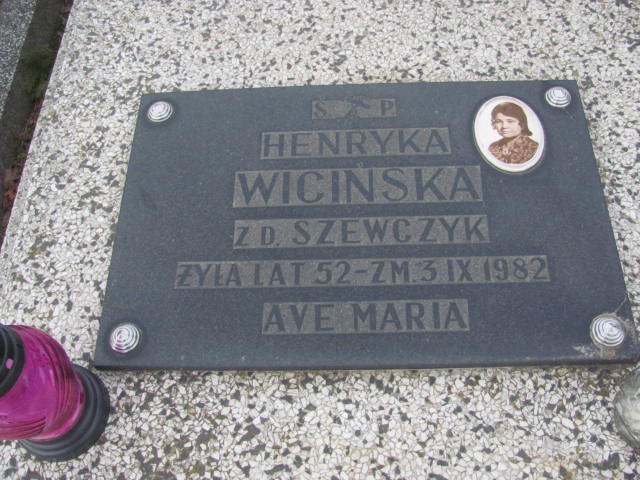 Ś P.
HENRYKA
WICIŃSKA
Z D. SZEWCZYK
ŻYŁA LAT 52-ZM. 3 IX 1982
AVE MARIA